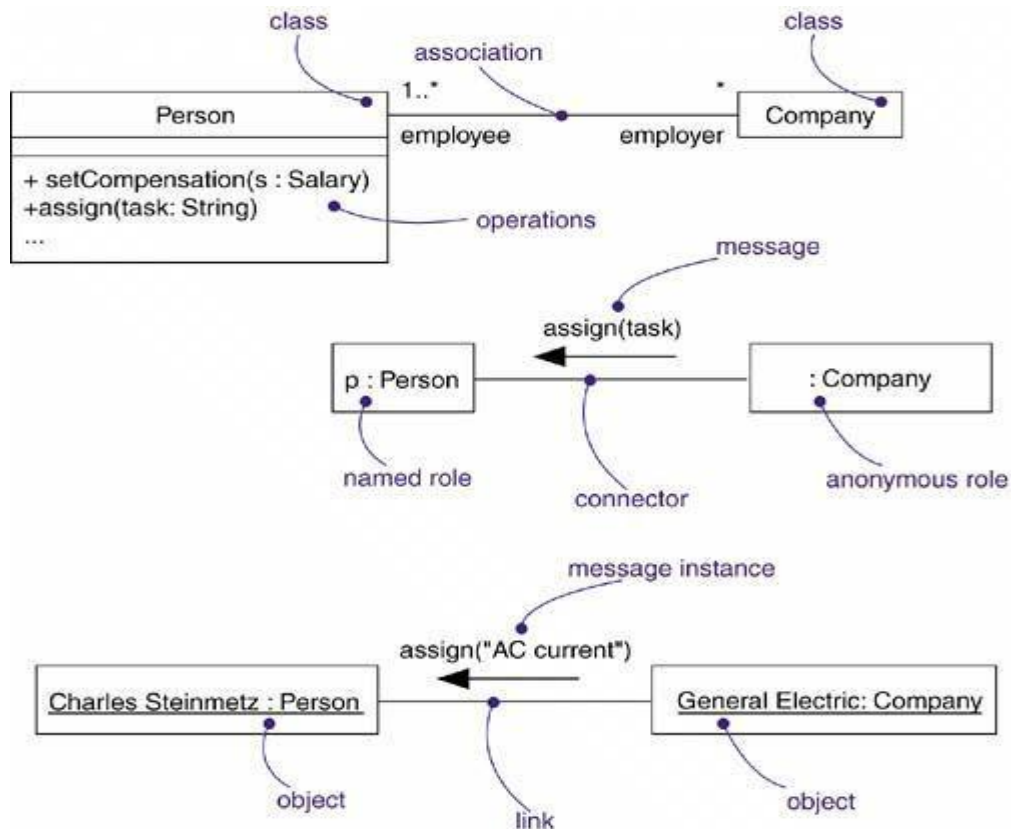 class
class
association
1..*
*
Person
Company
employee
employer
+ setCompensation(s : Salary)
+assign(task: String)
...
operations
message
assign(task)
p : Person
: Company
named role
connector
anonymous role
message instance
assign("AC current")
Charles Steinmetz : Person
General Electric: Company
object
link
object